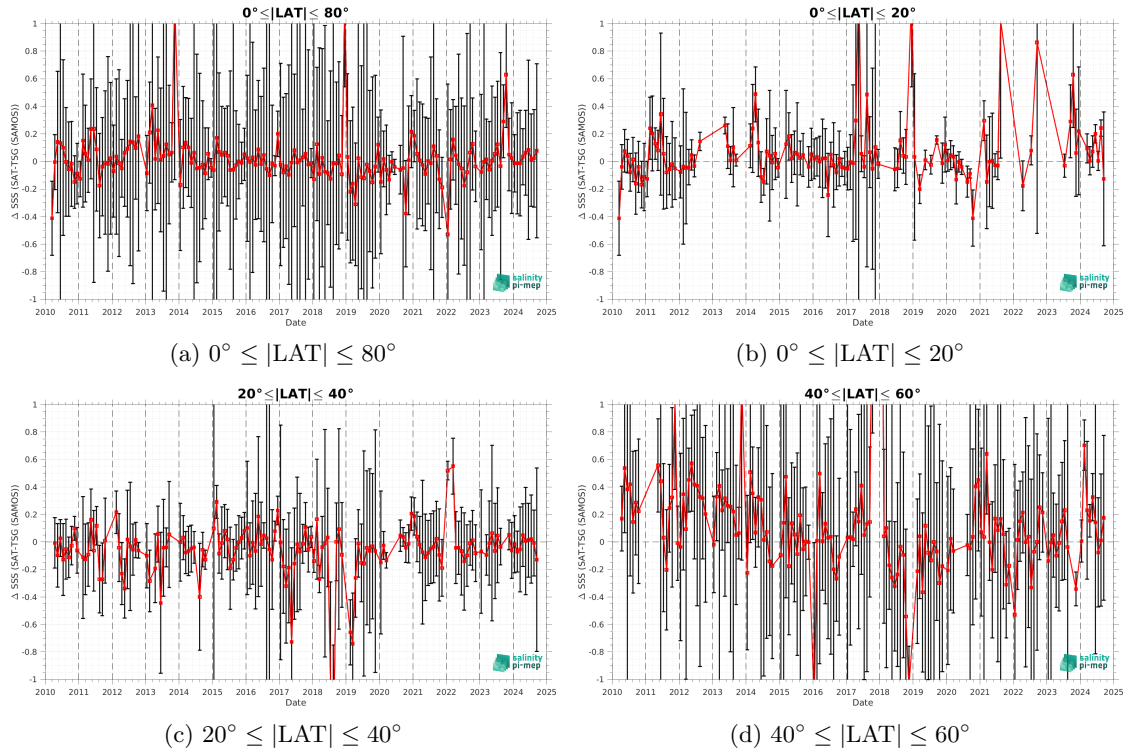 0°≤|LAT|≤ 80°
Δ SSS (SAT-TSG (SAMOS))
1
0.8
0.6
0.4
0.2
0
-0.2
-0.4
-0.6
-0.8
-1
salinity
pi-mep
2010 2011 2012 2013 2014 2015 2016 2017 2018 2019 2020 2021 2022 2023 2024 2025
Date
(a) 0° ≤ |LAT| ≤ 80°
0°≤|LAT|≤ 20°
Δ SSS (SAT-TSG (SAMOS))
1
0.8
0.6
0.4
0.2
0
-0.2
-0.4
-0.6
-0.8
-1
salinity
pi-mep
2010 2011 2012 2013 2014 2015 2016 2017 2018 2019 2020 2021 2022 2023 2024 2025
Date
(b) 0° ≤ |LAT| ≤ 20°
20°≤|LAT|≤ 40°
Δ SSS (SAT-TSG (SAMOS))
1
0.8
0.6
0.4
0.2
0
-0.2
-0.4
-0.6
-0.8
-1
salinity
pi-mep
2010 2011 2012 2013 2014 2015 2016 2017 2018 2019 2020 2021 2022 2023 2024 2025
Date
(c) 20° ≤ |LAT| ≤ 40°
40°≤|LAT|≤ 60°
Δ SSS (SAT-TSG (SAMOS))
1
0.8
0.6
0.4
0.2
0
-0.2
-0.4
-0.6
-0.8
-1
salinity
pi-mep
2010 2011 2012 2013 2014 2015 2016 2017 2018 2019 2020 2021 2022 2023 2024 2025
Date
(d) 40° ≤ |LAT| ≤ 60°